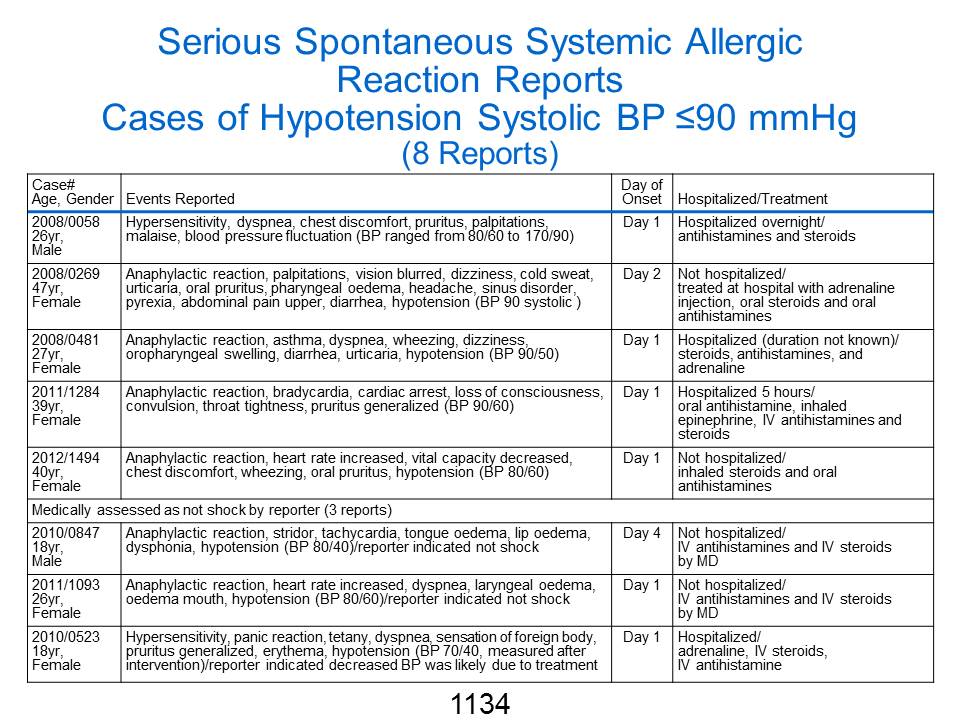 Serious Spontaneous Systemic Allergic
Reaction Reports
Cases of Hypotension Systolic BP ≤90 mmHg
(8 Reports)
Case#
Age, Gender
Events Reported
Day of
Onset
Hospitalized/Treatment
2008/0058
26yr,
Male
Hypersensitivity, dyspnea, chest discomfort, pruritus, palpitations,
malaise, blood pressure fluctuation (BP ranged from 80/60 to 170/90)
Day 1
Hospitalized overnight/
antihistamines and steroids
2008/0269
47yr,
Female
Anaphylactic reaction, palpitations, vision blurred, dizziness, cold sweat,
urticaria, oral pruritus, pharyngeal oedema, headache, sinus disorder,
pyrexia, abdominal pain upper, diarrhea, hypotension (BP 90 systolic )
Day 2
Not hospitalized/
treated at hospital with adrenaline
injection, oral steroids and oral
antihistamines
2008/0481
27yr,
Female
Anaphylactic reaction, asthma, dyspnea, wheezing, dizziness,
oropharyngeal swelling, diarrhea, urticaria, hypotension (BP 90/50)
Day 1
Hospitalized (duration not known)/
steroids, antihistamines, and
adrenaline
2011/1284
39yr,
Female
Anaphylactic reaction, bradycardia, cardiac arrest, loss of consciousness,
convulsion, throat tightness, pruritus generalized (BP 90/60)
Day 1
Hospitalized 5 hours/
oral antihistamine, inhaled
epinephrine, IV antihistamines and
steroids
2012/1494
40yr,
Female
Anaphylactic reaction, heart rate increased, vital capacity decreased,
chest discomfort, wheezing, oral pruritus, hypotension (BP 80/60)
Day 1
Not hospitalized/
inhaled steroids and oral
antihistamines
Medically assessed as not shock by reporter (3 reports)
2010/0847
18yr,
Male
Anaphylactic reaction, stridor, tachycardia, tongue oedema, lip oedema,
dysphonia, hypotension (BP 80/40)/reporter indicated not shock
Day 4
Not hospitalized/
IV antihistamines and IV steroids
by MD
2011/1093
26yr,
Female
Anaphylactic reaction, heart rate increased, dyspnea, laryngeal oedema,
oedema mouth, hypotension (BP 80/60)/reporter indicated not shock
Day 1
Not hospitalized/
IV antihistamines and IV steroids
by MD
2010/0523
18yr,
Female
Hypersensitivity, panic reaction, tetany, dyspnea, sensation of foreign body,
pruritus generalized, erythema, hypotension (BP 70/40, measured after
intervention)/reporter indicated decreased BP was likely due to treatment
Day 1
Hospitalized/
adrenaline, IV steroids,
IV antihistamine
1134